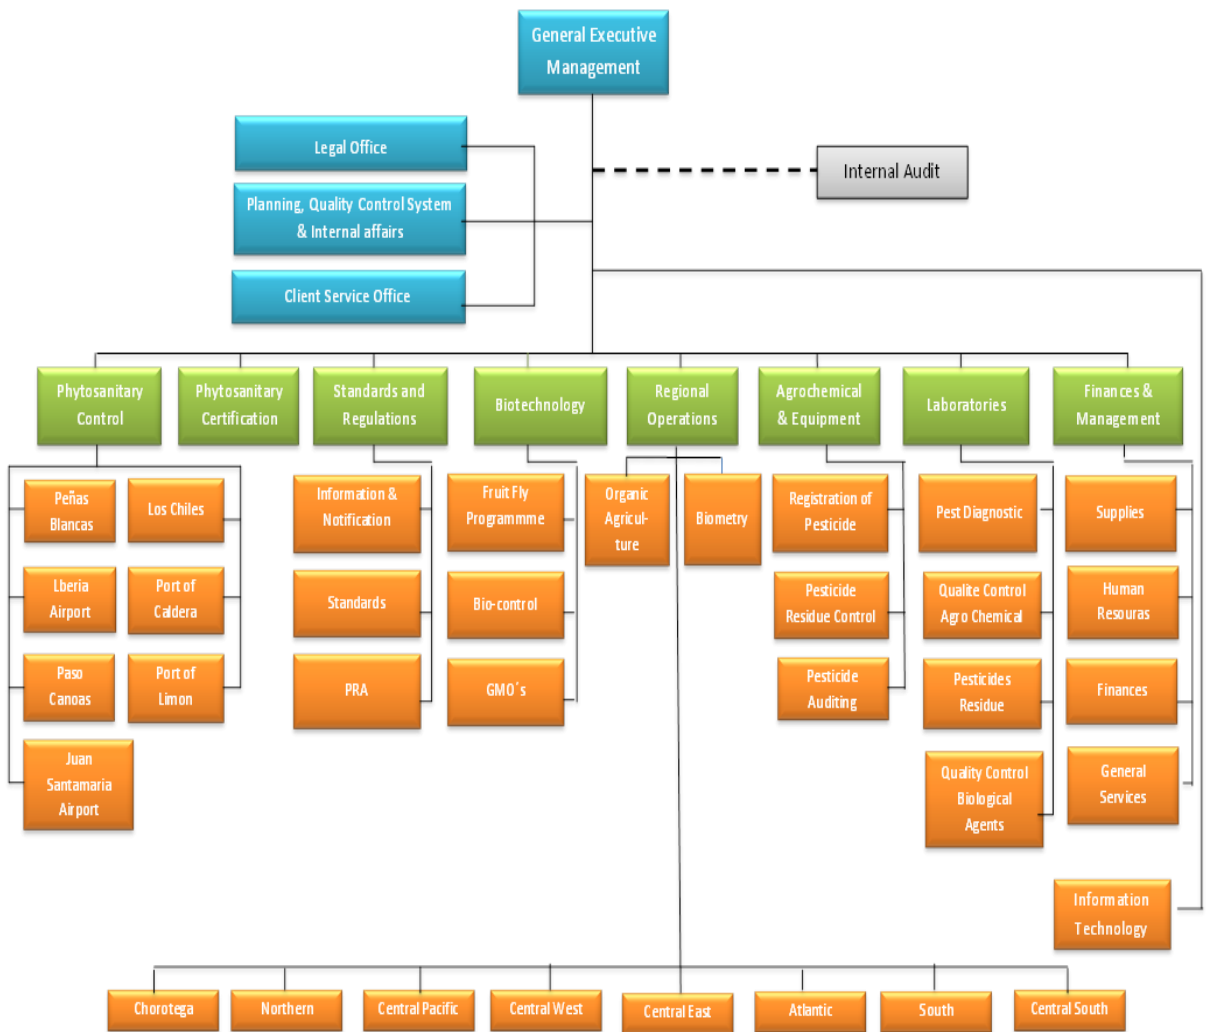 General Executive
Management
Legal Office
Internal Audit
Planning, Quality Control System
& Internal affairs
Client Service Office
Phytosanitary
Control
Phytosanitary
Certification
Standards and
Regulations
Biotechnology
Regional
Operations
Agrochemical
& Equipment
Laboratories
Finances &
Management
Peñas
Blancas
Los Chiles
Lberia
Airport
Port of
Caldera
Paso
Canoas
Port of
Limon
Juan
Santamaria
Airport
Information &
Notification
Standards
PRA
Fruit Fly
Programmme
Bio-control
GMO´s
Organic
Agricul-
ture
Biometry
Registration of
Pesticide
Pesticide
Residue Control
Pesticide
Auditing
Pest Diagnostic
Qualite Control
Agro Chemical
Pesticides
Residue
Quality Control
Biological
Agents
Supplies
Human
Resouras
Finances
General
Services
Information
Technology
Chorotega
Northern
Central Pacific
Central West
Central East
Atlantic
South
Central South